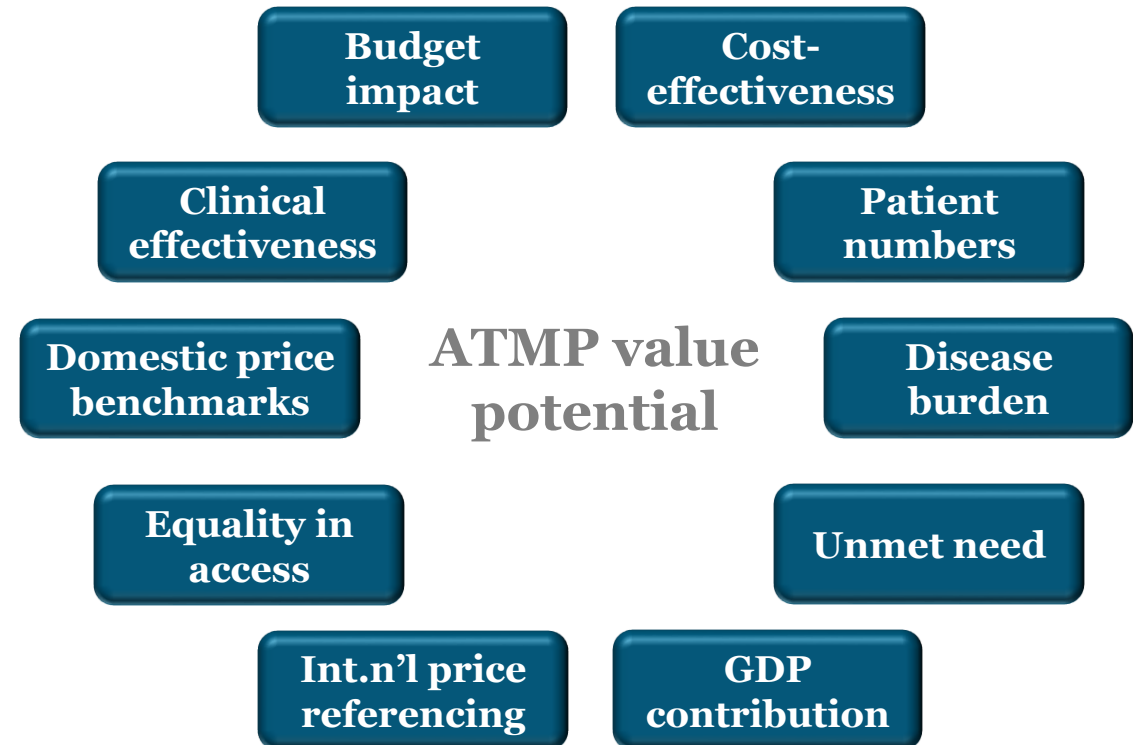 Budget
impact
Cost-
effectiveness
Clinical
effectiveness
Patient
numbers
Domestic price
benchmarks
ATMP value
potential
Disease
burden
Equality in
access
Unmet need
Int.n’l price
referencing
GDP
contribution